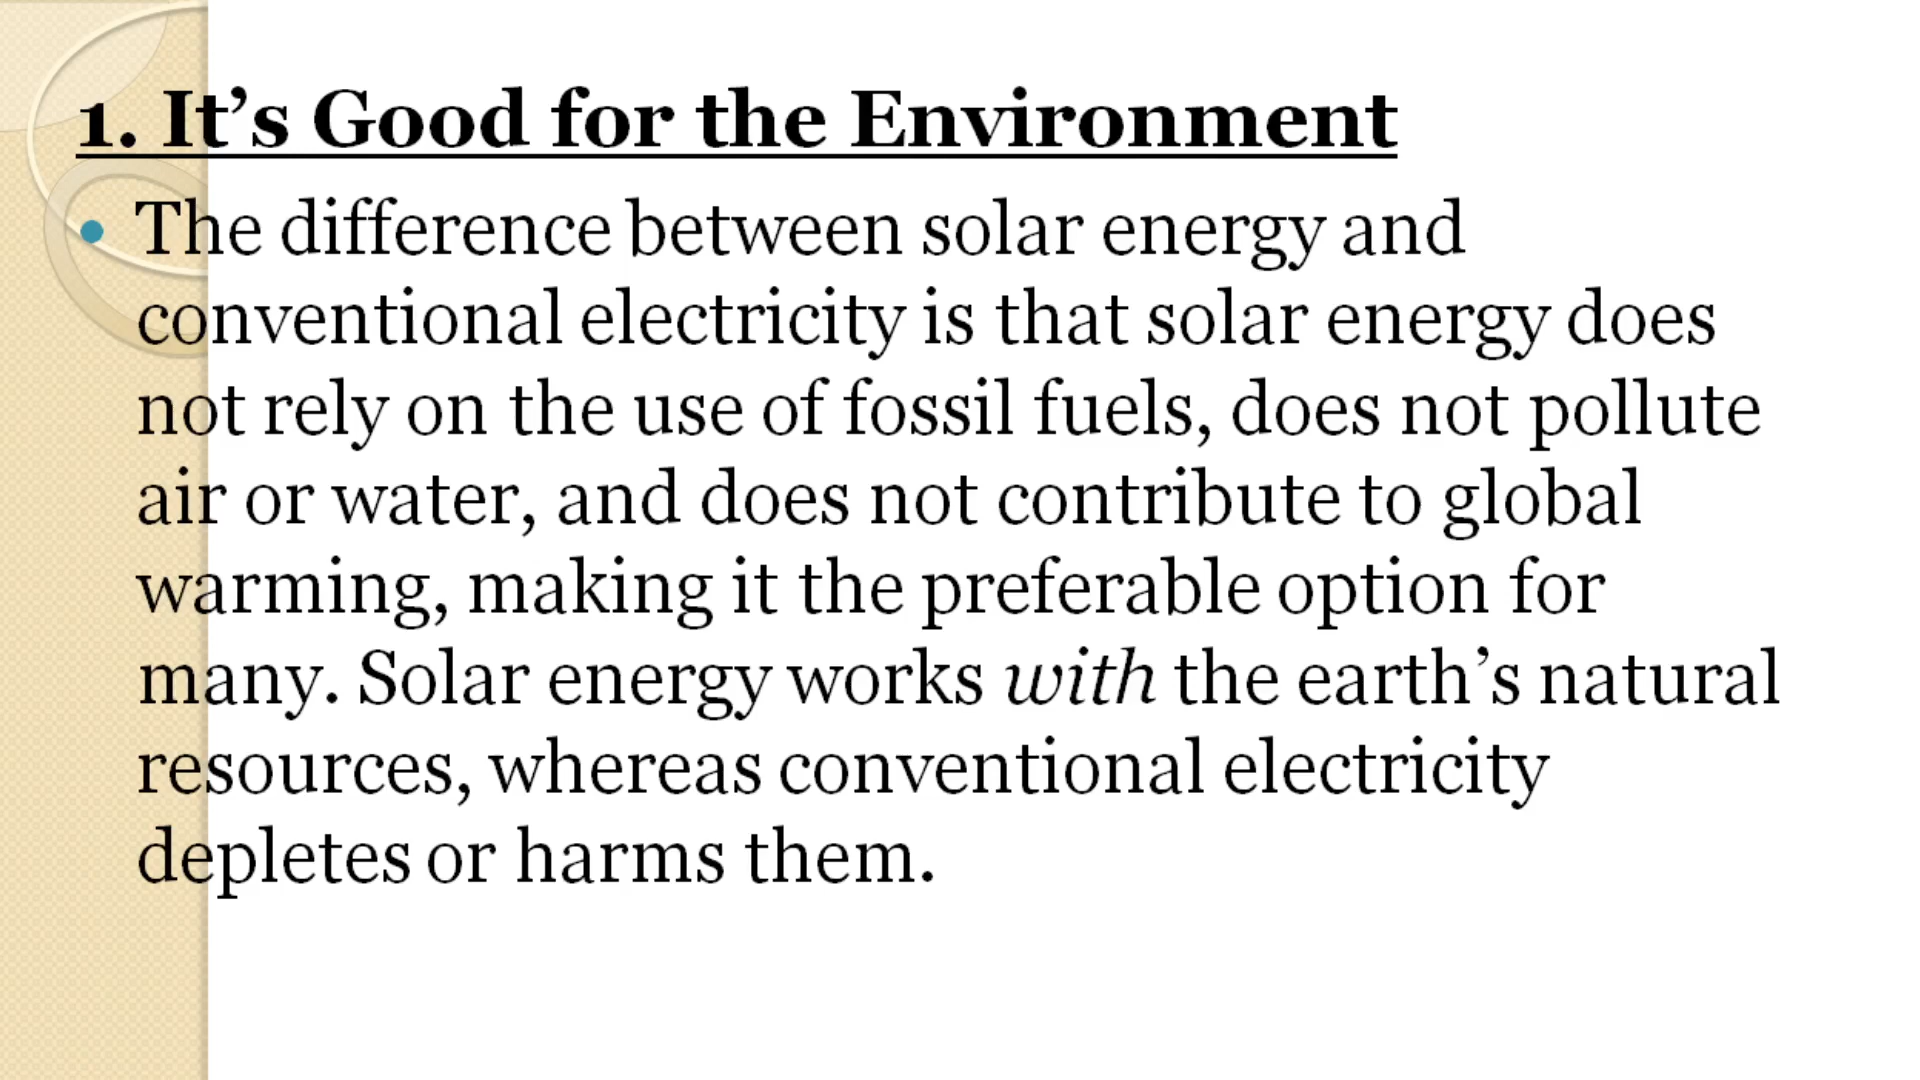 1. It’s Good for the Environment
• The difference between solar energy and
conventional electricity is that solar energy does
not rely on the use of fossil fuels, does not pollute
air or water, and does not contribute to global
warming, making it the preferable option for
many. Solar energy works with the earth’s natural
resources, whereas conventional electricity
depletes or harms them.